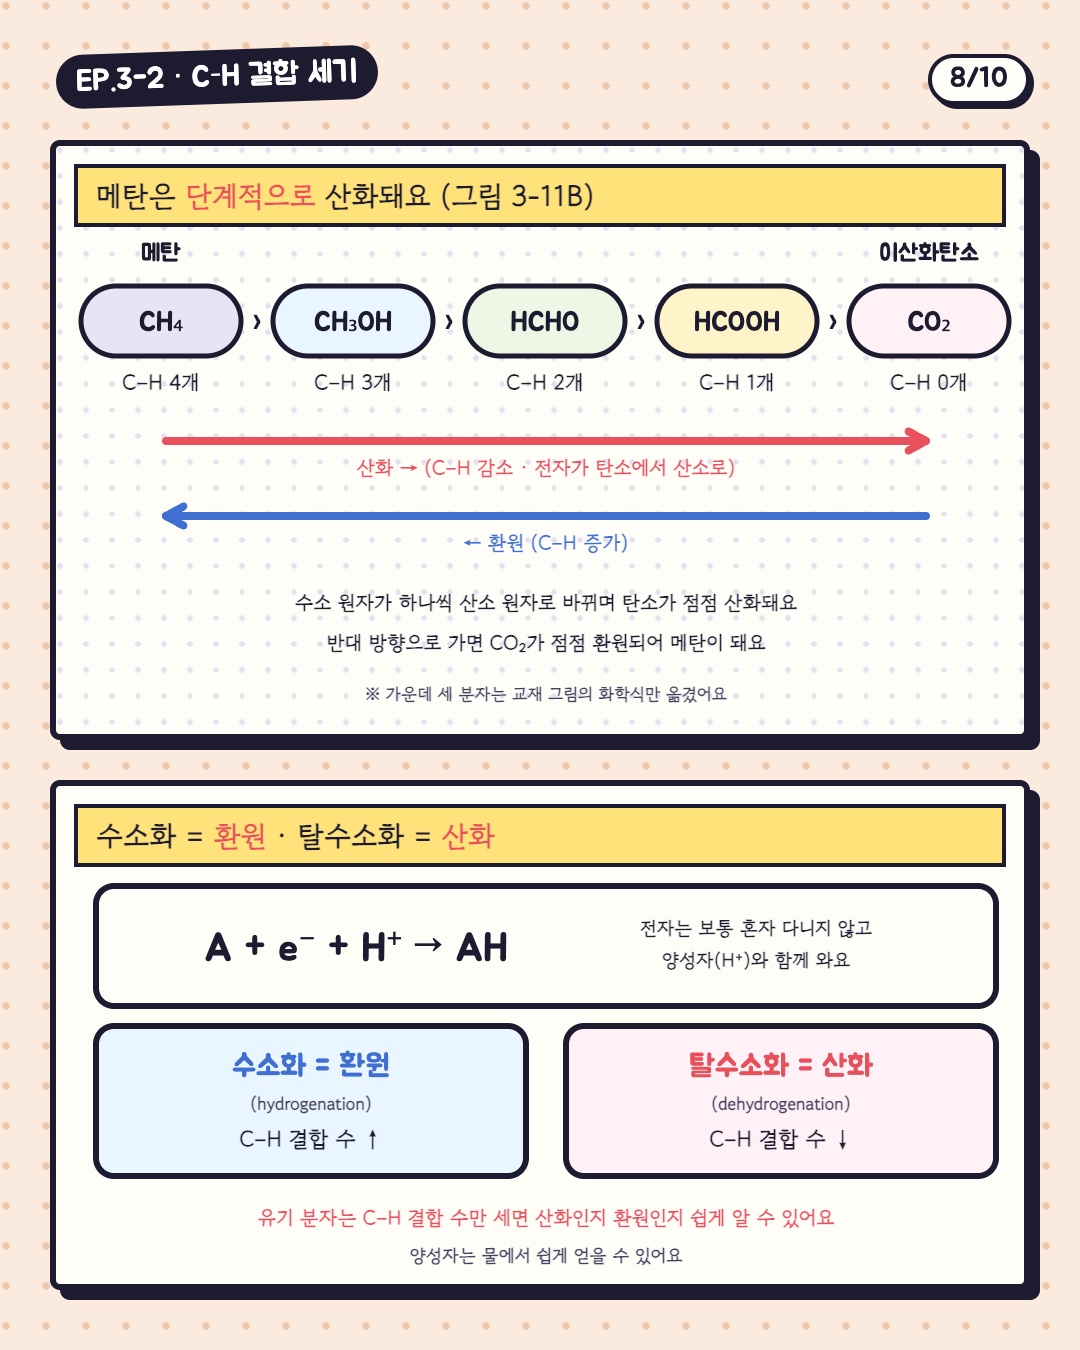 EP.3-2 · C-H 결합 세기
8/10
메탄은 단계적으로 산화돼요 (그림 3-11B)
메탄
이산화탄소
CH₄ › CH₃OH › HCHO › HCOOH › CO₂
C–H 4개 C–H 3개 C–H 2개 C–H 1개 C–H 0개
산화 → (C–H 감소 · 전자가 탄소에서 산소로)
← 환원 (C–H 증가)
수소 원자가 하나씩 산소 원자로 바뀌며 탄소가 점점 산화돼요
반대 방향으로 가면 CO₂가 점점 환원되어 메탄이 돼요
※ 가운데 세 분자는 교재 그림의 화학식만 옮겼어요
수소화 = 환원 · 탈수소화 = 산화
A + e⁻ + H⁺ → AH
전자는 보통 혼자 다니지 않고
양성자(H⁺)와 함께 와요
수소화 = 환원
(hydrogenation)
C–H 결합 수 ↑
탈수소화 = 산화
(dehydrogenation)
C–H 결합 수 ↓
유기 분자는 C–H 결합 수만 세면 산화인지 환원인지 쉽게 알 수 있어요
양성자는 물에서 쉽게 얻을 수 있어요